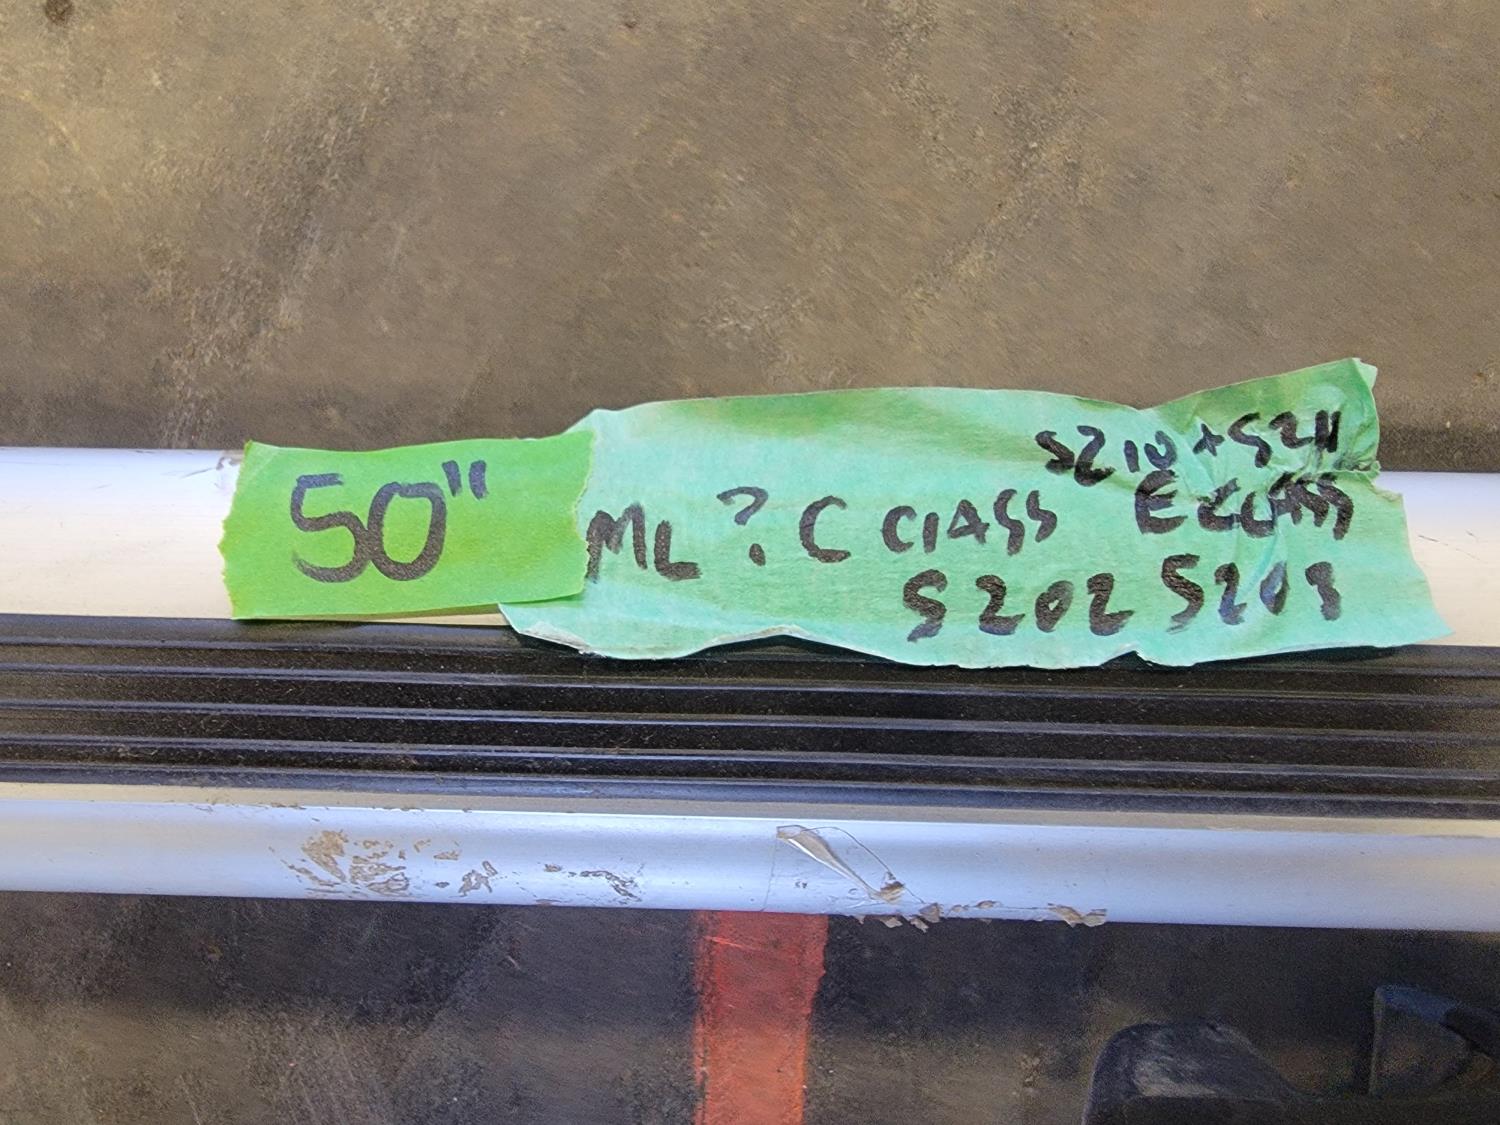 50"
S210 + S211
ML ? C CLASS E CLASS
S202 S203